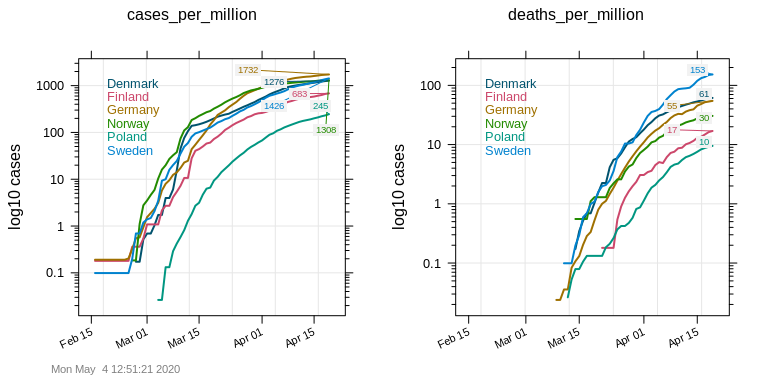 cases_per_million
1000
100
10
1
0.1
log10 cases
Denmark
Finland
Germany
Norway
Poland
Sweden
1732
1276
683
1426
245
1308
Feb 15
Mar 01
Mar 15
Apr 01
Apr 15
deaths_per_million
100
10
1
0.1
log10 cases
Denmark
Finland
Germany
Norway
Poland
Sweden
153
61
55
30
17
10
Feb 15
Mar 01
Mar 15
Apr 01
Apr 15
Mon May  4 12:51:21 2020